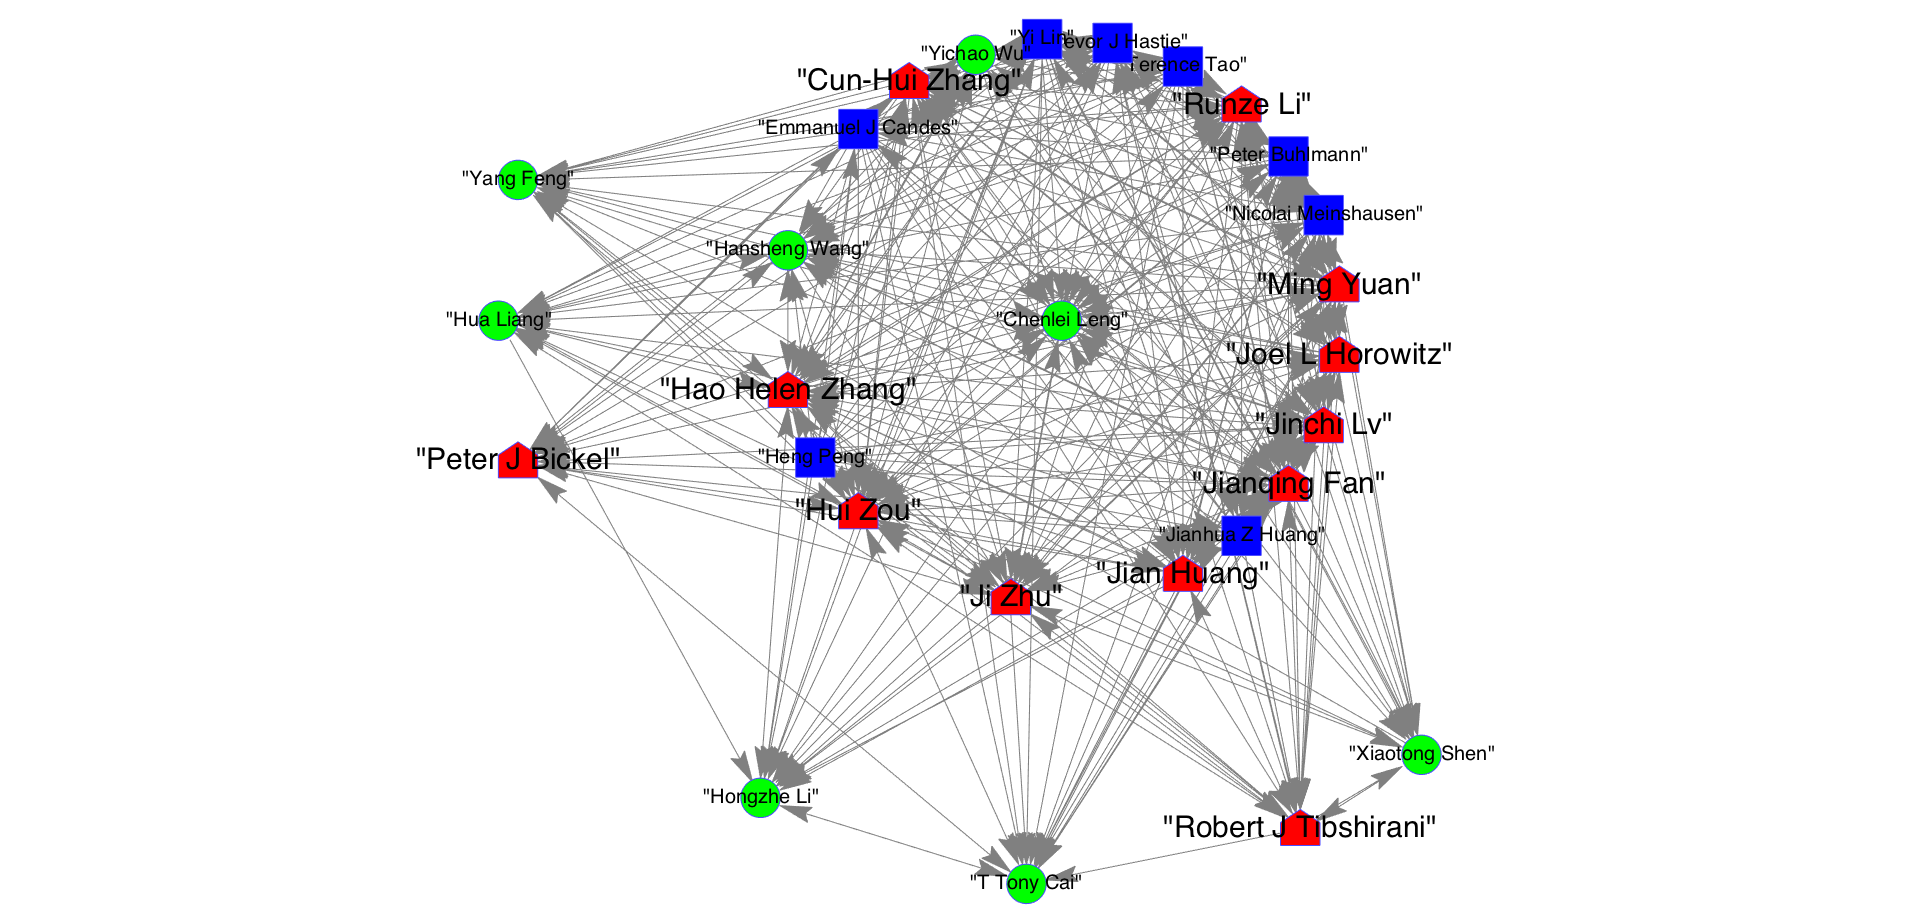 "Yi Lin"
evor J Hastie"
"Yichao Wu"
Terence Tao"
"Cun-Hui Zhang"
"Runze Li"
"Emmanuel J Candes"
"Peter Buhlmann"
"Yang Feng"
"Nicolai Meinshausen"
"Hansheng Wang"
"Ming Yuan"
"Hua Liang"
"Chenlei Leng"
"Joel L Horowitz"
"Hao Helen Zhang"
"Jinchi Lv"
"Peter J Bickel"
"Heng Peng"
"Jianqing Fan"
"Hui Zou"
"Jianhua Z Huang"
"Jian Huang"
"Ji Zhu"
"Xiaotong Shen"
"Hongzhe Li"
"Robert J Tibshirani"
"T Tony Cai"